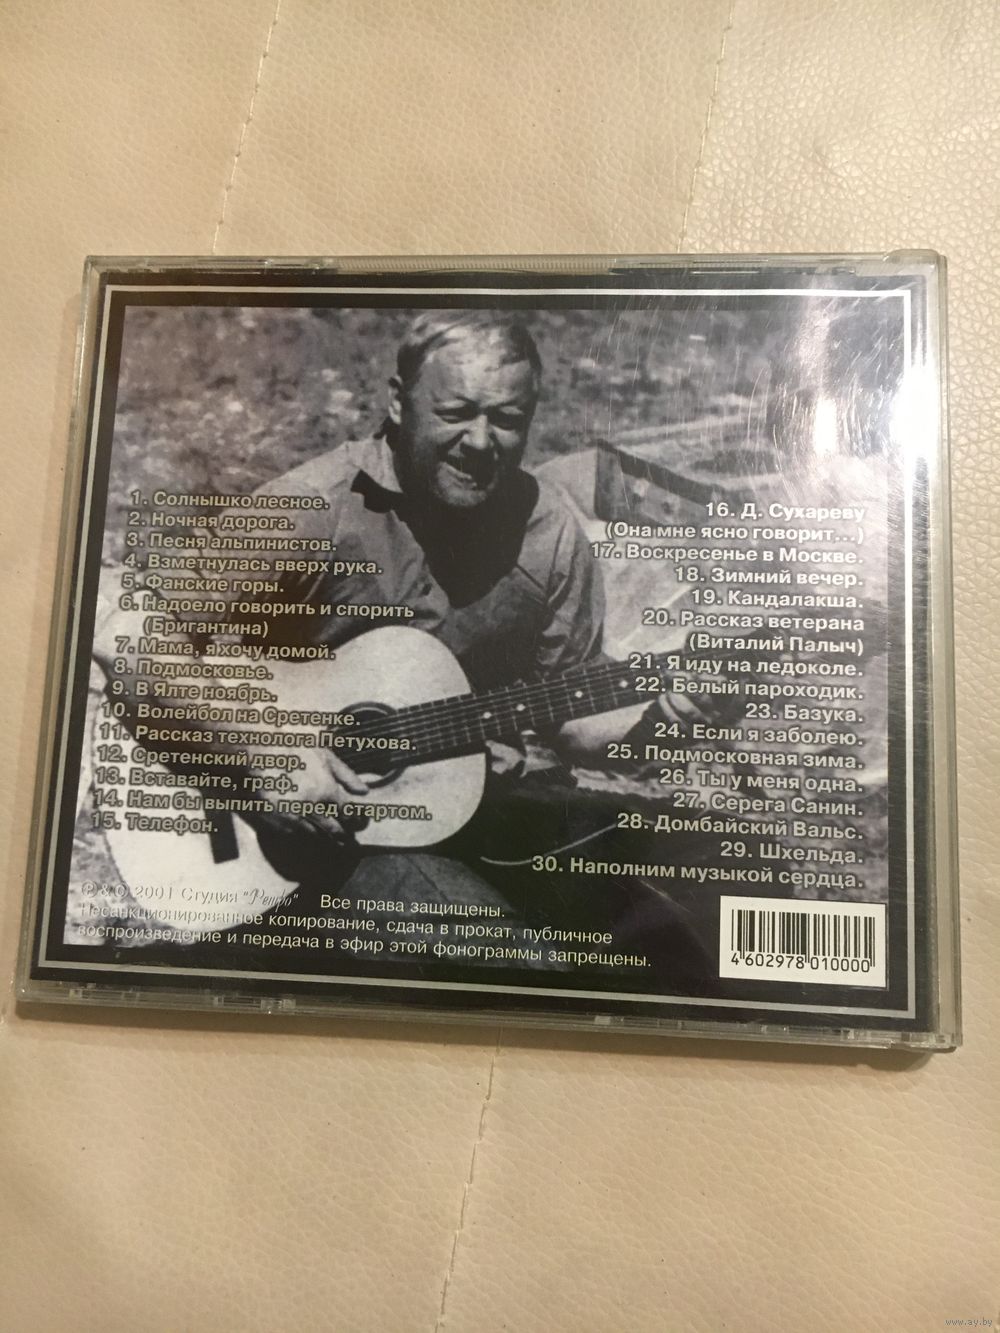 1. Солнышко лесное.
2. Ночная дорога.
3. Песня альпинистов.
4. Взметнулась вверх рука.
5. Фанские горы.
6. Надоело говорить и спорить
(Бригантина)
7. Мама, я хочу домой.
8. Подмосковье.
9. В Ялте ноябрь.
10. Волейбол на Сретенке.
11. Рассказ технолога Петухова.
12. Сретенский двор.
13. Вставайте, граф.
14. Нам бы выпить перед стартом.
15. Телефон.
16. Д. Сухареву
(Она мне ясно говорит...)
17. Воскресенье в Москве.
18. Зимний вечер.
19. Кандалакша.
20. Рассказ ветерана
(Виталий Палыч)
21. Я иду на ледоколе.
22. Белый пароходик.
23. Базука.
24. Если я заболею.
25. Подмосковная зима.
26. Ты у меня одна.
27. Серега Санин.
28. Домбайский Вальс.
29. Шхельда.
30. Наполним музыкой сердца.
℗ & © 2001 Студия "Ретро" Все права защищены.
Несанкционированное копирование, сдача в прокат, публичное
воспроизведение и передача в эфир этой фонограммы запрещены.
4 602978 010000
www.ay.by